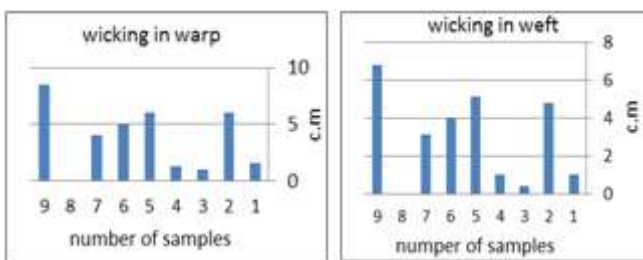 wicking in warp
10
5
0
c.m
9 8 7 6 5 4 3 2 1
number of samples
wicking in weft
8
6
4
2
0
c.m
9 8 7 6 5 4 3 2 1
numper of samples